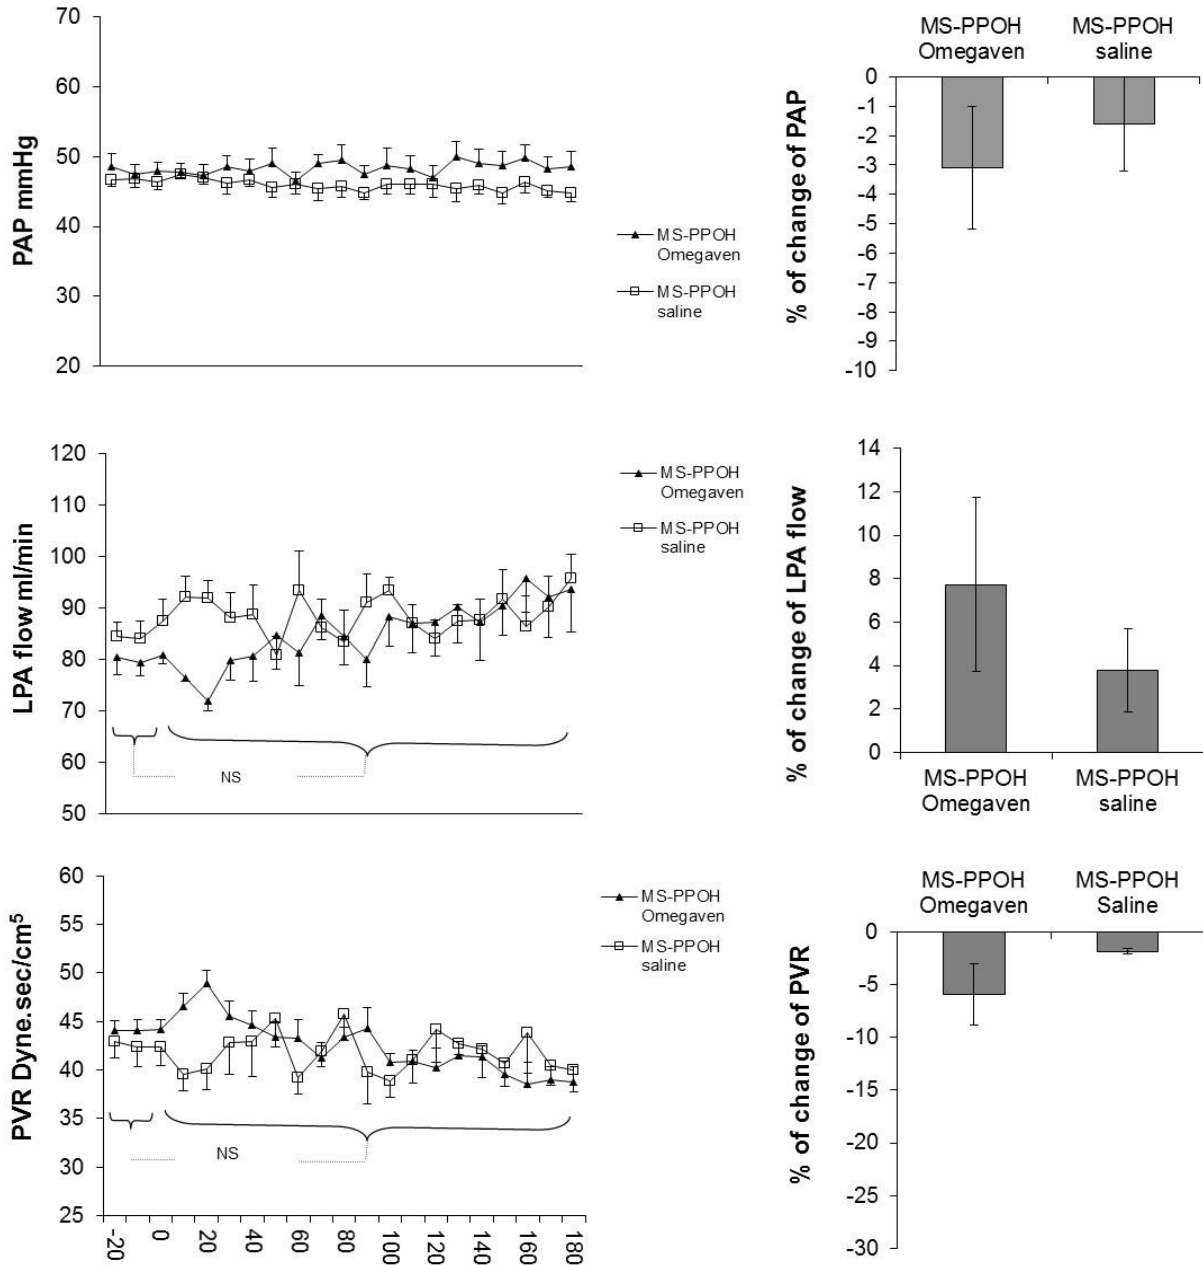 70
60
50
40
30
20
PAP mmHg
MS-PPOH
Omegaven
MS-PPOH
saline
MS-PPOH
Omegaven
MS-PPOH
saline
0
-1
-2
-3
-4
-5
-6
-7
-8
-9
-10
% of change of PAP
120
110
100
90
80
70
60
50
LPA flow ml/min
NS
MS-PPOH
Omegaven
MS-PPOH
saline
14
12
10
8
6
4
2
0
% of change of LPA flow
MS-PPOH
Omegaven
MS-PPOH
saline
60
55
50
45
40
35
30
25
PVR Dyne.sec/cm⁵
NS
-20
0
20
40
60
80
100
120
140
160
180
MS-PPOH
Omegaven
MS-PPOH
saline
MS-PPOH
Omegaven
MS-PPOH
Saline
0
-5
-10
-15
-20
-25
-30
% of change of PVR